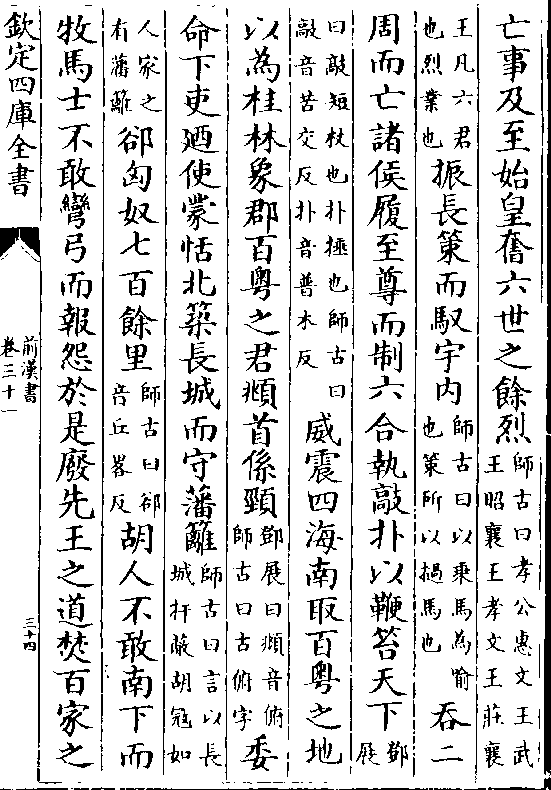 亡事及至始皇奮六世之餘烈師古曰孝公惠文王武王昭襄王孝文王莊襄
王凡六君也烈業也振長策而馭宇内師古曰以乗馬為喻也策所以撾馬也吞二
周而亡諸侯履至尊而制六合執敲扑以鞭笞天下鄧展
曰敲短杖也扑捶也師古曰敲音苦交反扑音普木反威震四海南取百粤之地
以為桂林象郡百粤之君頫首係頸鄧展曰頫音俯師古曰古俯字委
命下吏廼使蒙恬北築長城而守藩籬師古曰言以長城扞蔽胡冦如
人家之有藩籬卻匈奴七百餘里師古曰卻音丘畧反胡人不敢南下而
牧馬士不敢彎弓而報怨於是廢先王之道焚百家之
欽定四庫全書
前漢書
卷三十一
三十四